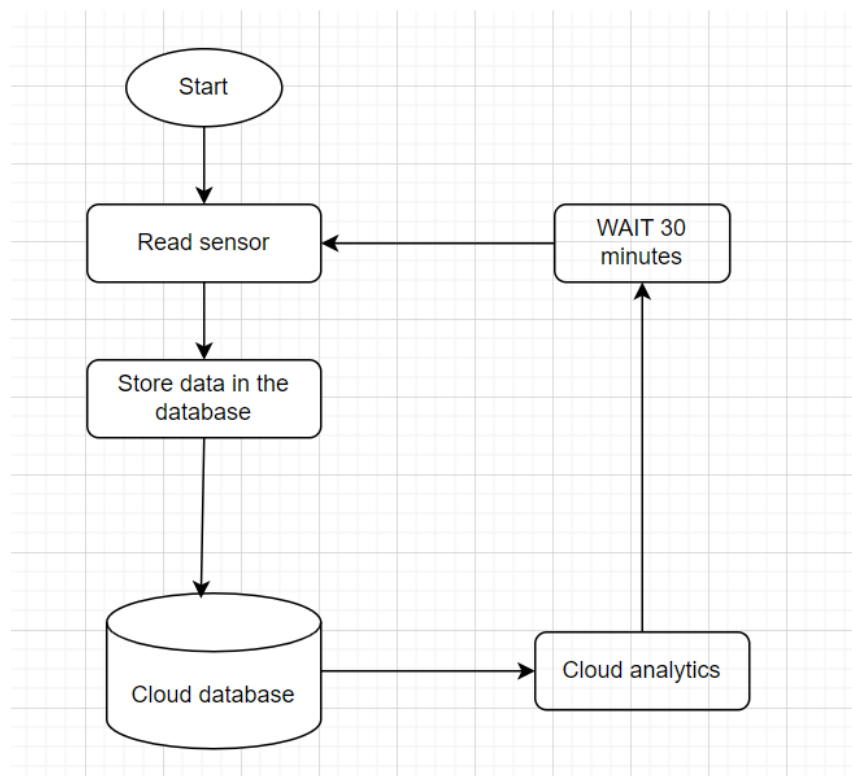 Start
Read sensor
WAIT 30
minutes
Store data in the
database
Cloud database
Cloud analytics